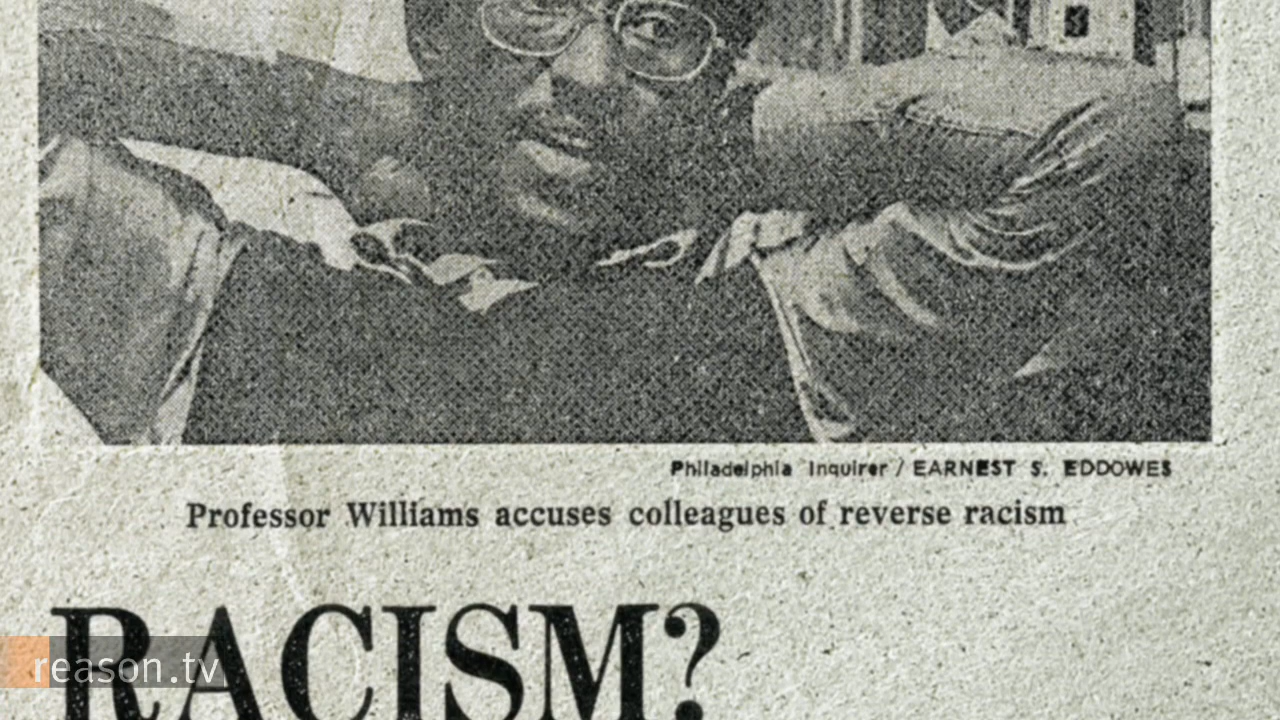 Philadelphia Inquirer / EARNEST S. EDDOWES
Professor Williams accuses colleagues of reverse racism
RACISM?
reason.tv